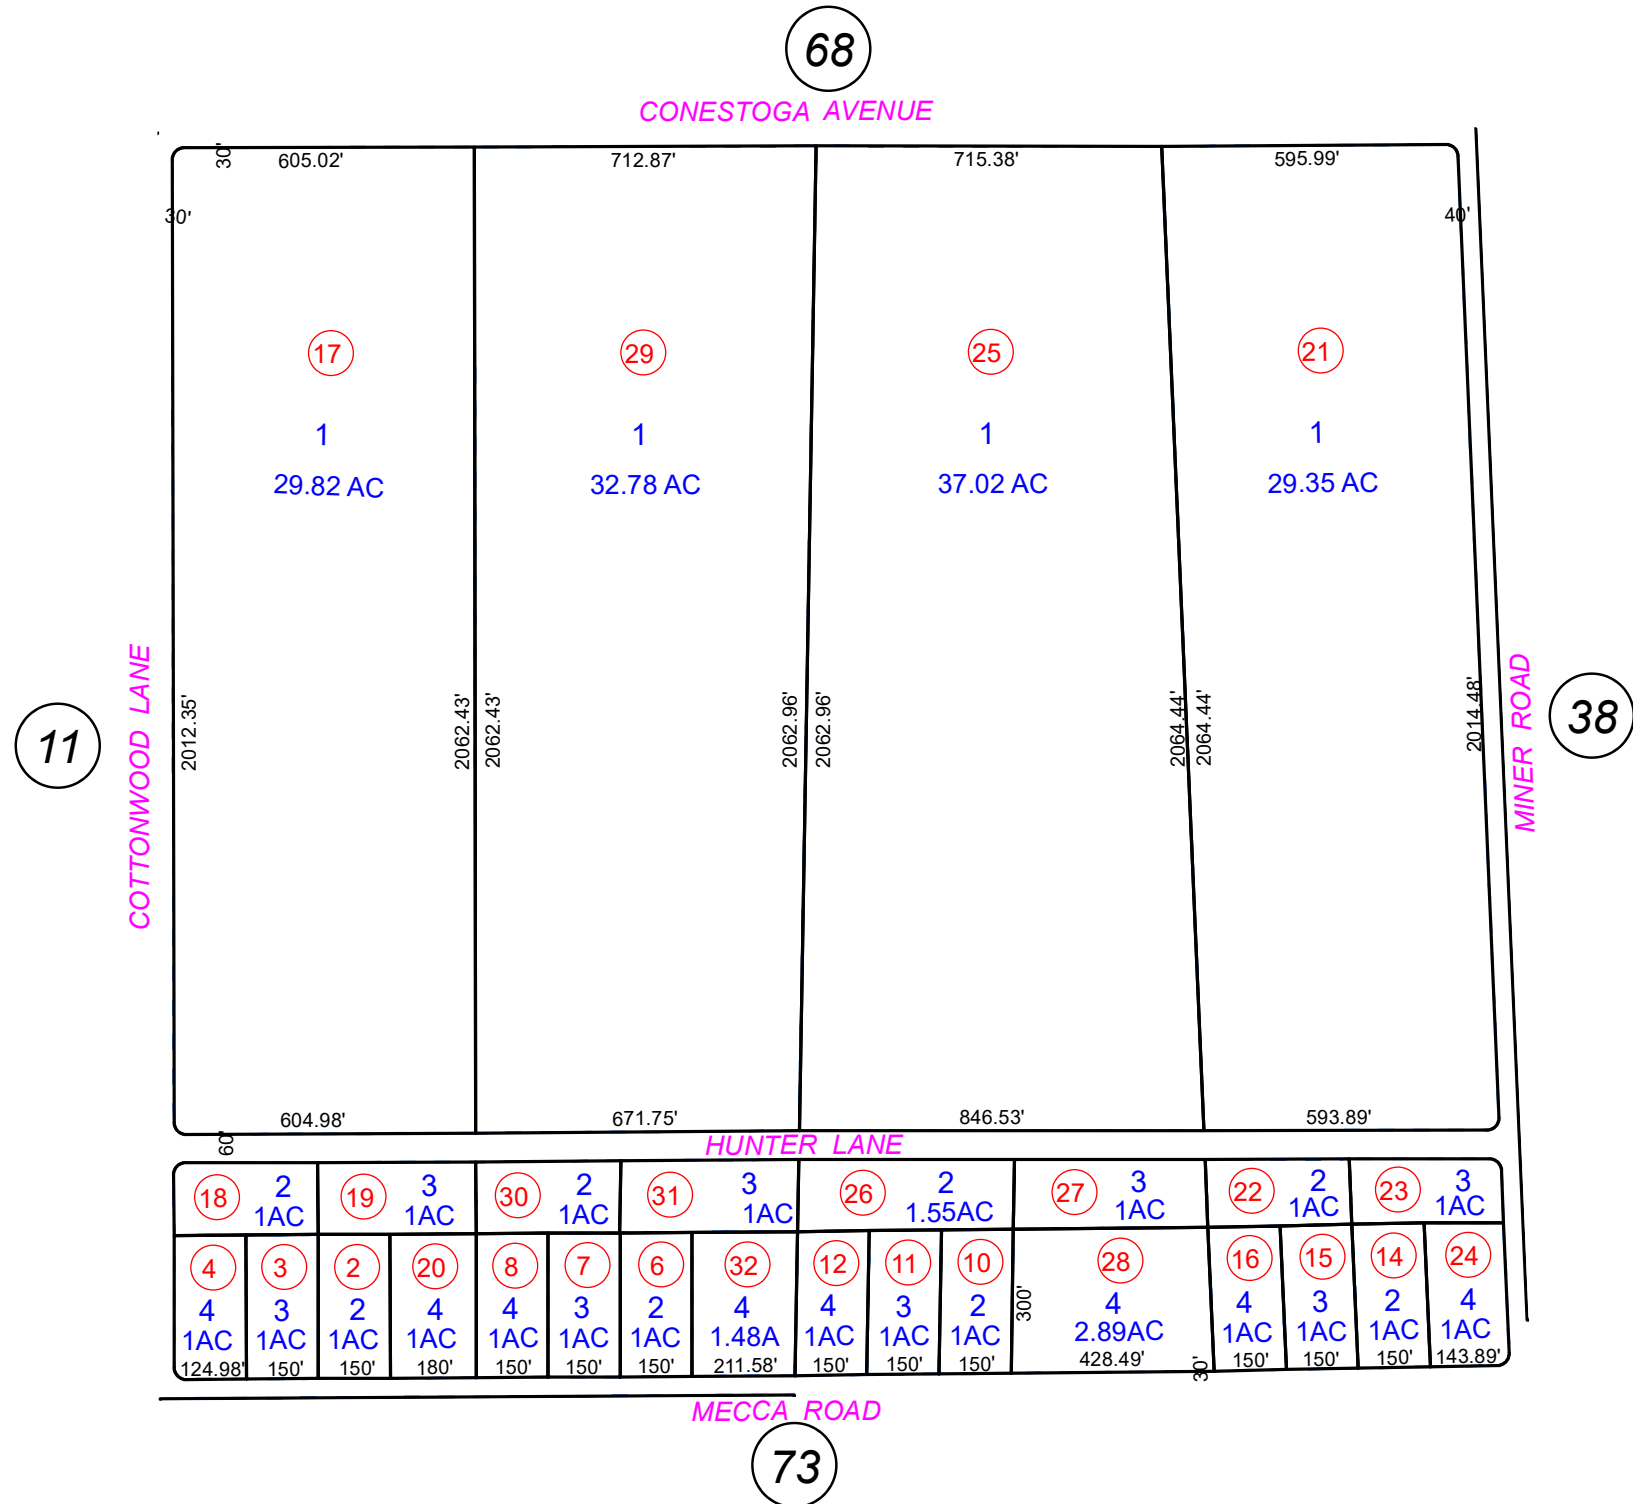 68
CONESTOGA AVENUE
30' 605.02' 712.87' 715.38' 595.99'
30' 40'
17 29 25 21
1 1 1 1
29.82 AC 32.78 AC 37.02 AC 29.35 AC
11 COTTONWOOD LANE 2012.35' 2062.43' 2062.43' 2062.96' 2062.96' 2064.44' 2064.44' 2014.48' MINER ROAD 38
604.98' 671.75' 846.53' 593.89'
60' HUNTER LANE
18 2 19 3 30 2 31 3 26 2 27 3 22 2 23 3
1AC 1AC 1AC 1AC 1.55AC 1AC 1AC 1AC
4 3 2 20 8 7 6 32 12 11 10 28 16 15 14 24
4 3 2 4 4 3 2 4 4 3 2 300' 4 4 3 2 4
1AC 1AC 1AC 1AC 1AC 1AC 1AC 1.48A 1AC 1AC 1AC 2.89AC 1AC 1AC 1AC 1AC
124.98' 150' 150' 180' 150' 150' 150' 211.58' 150' 150' 150' 428.49' 30' 150' 150' 150' 143.89'
MECCA ROAD
73